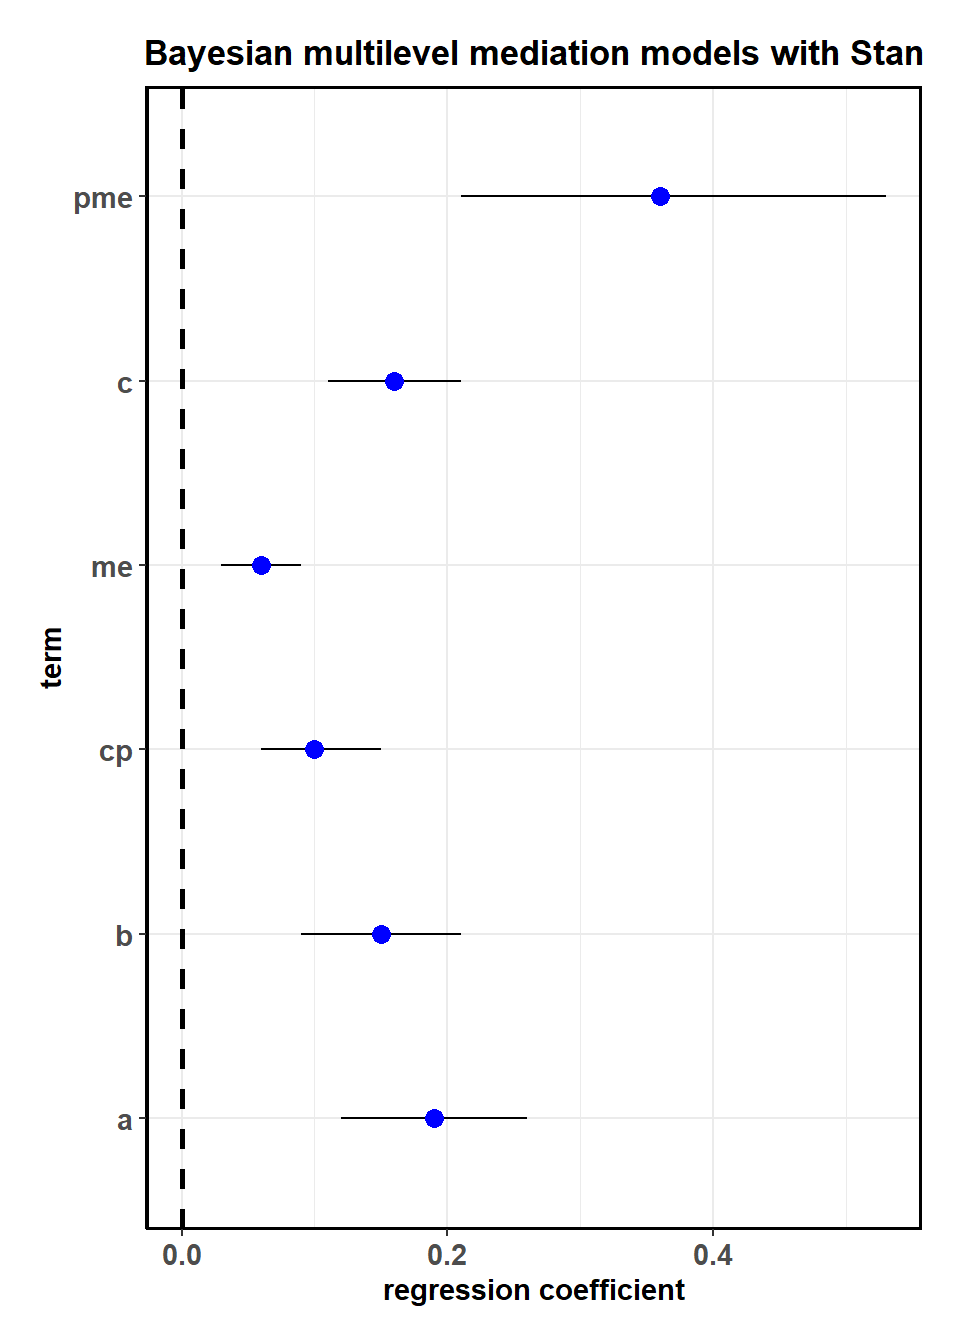 Bayesian multilevel mediation models with Stan
pme
c
me
cp
b
a
term
0.0 0.2 0.4
regression coefficient